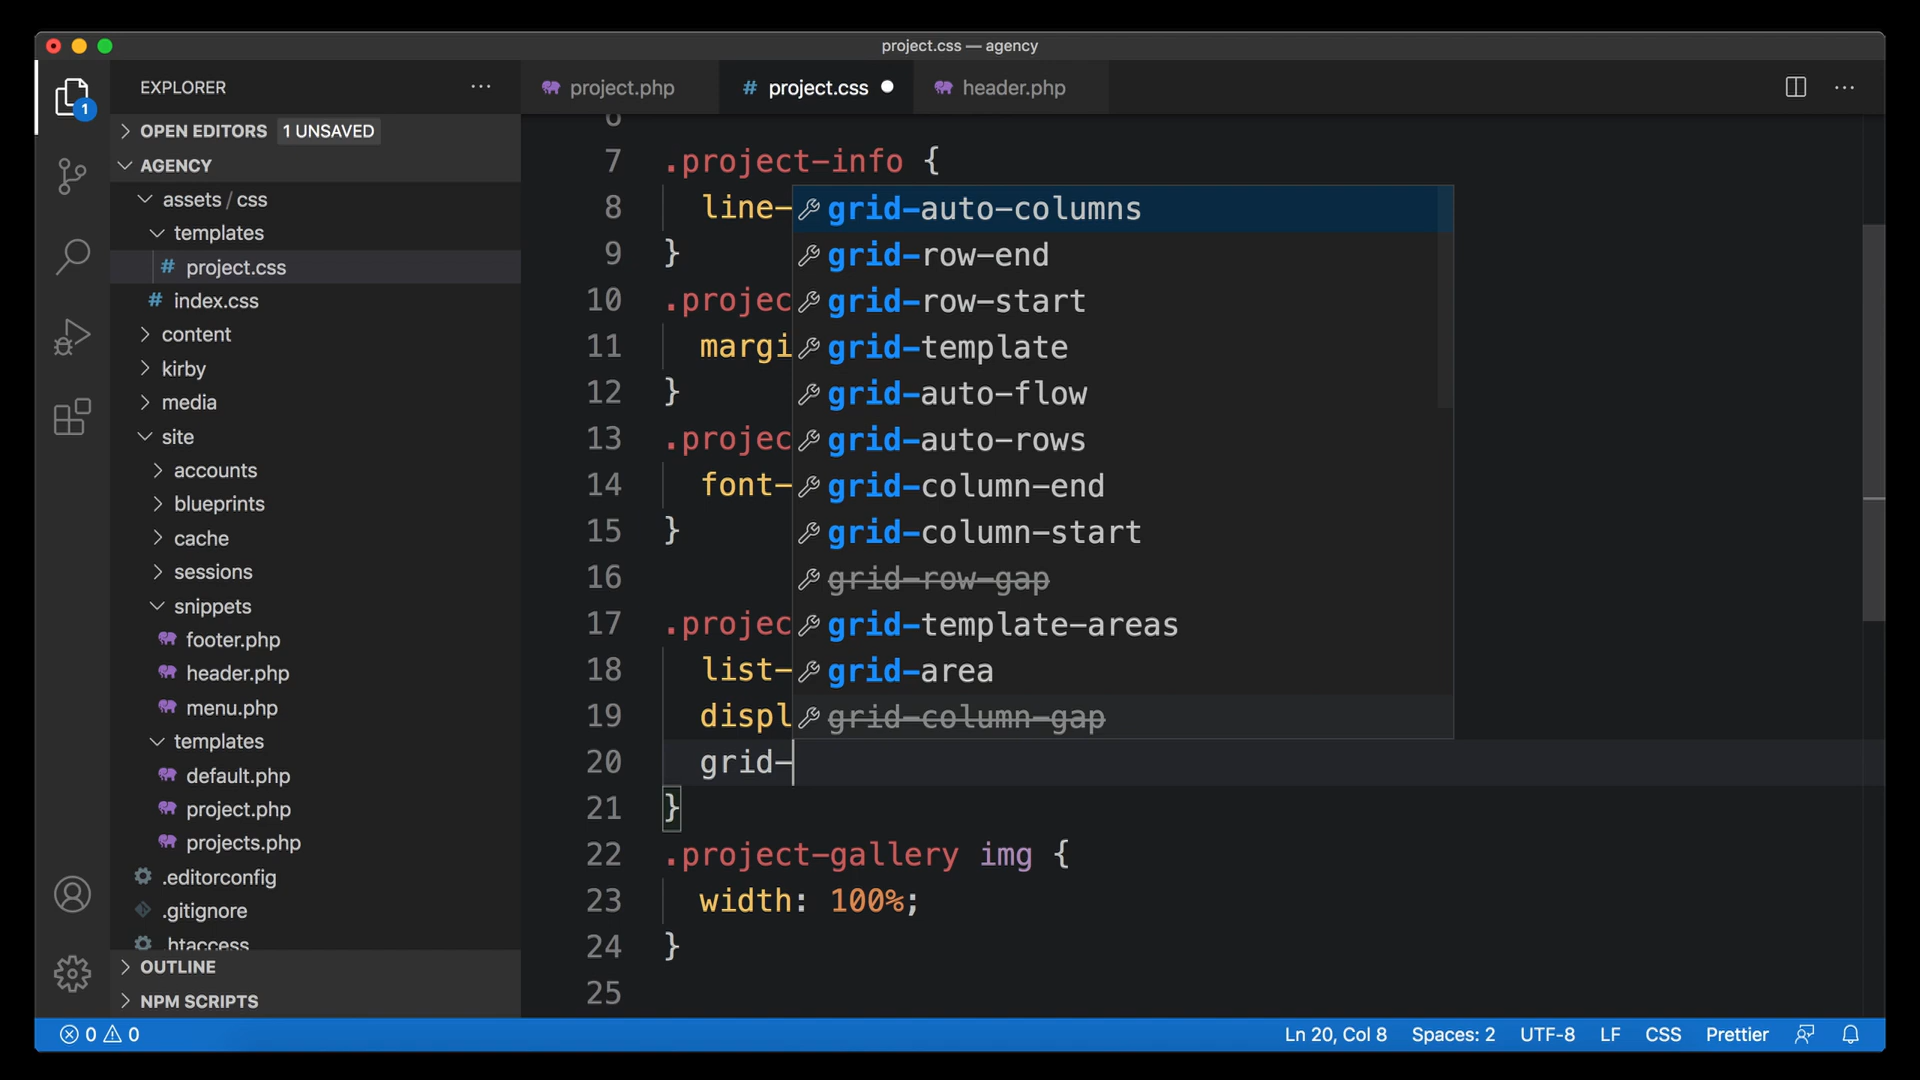 project.css — agency
EXPLORER
OPEN EDITORS 1 UNSAVED
AGENCY
assets / css
templates
# project.css
# index.css
content
kirby
media
site
accounts
blueprints
cache
sessions
snippets
footer.php
header.php
menu.php
templates
default.php
project.php
projects.php
.editorconfig
.gitignore
.htaccess
OUTLINE
NPM SCRIPTS
1
project.php
# project.css
header.php
6
7 .project-info {
8 line-
9 }
10 .projec
11 margi
12 }
13 .projec
14 font-
15 }
16
17 .projec
18 list-
19 displ
20 grid-
21 }
22 .project-gallery img {
23 width: 100%;
24 }
25
grid-auto-columns
grid-row-end
grid-row-start
grid-template
grid-auto-flow
grid-auto-rows
grid-column-end
grid-column-start
grid-row-gap
grid-template-areas
grid-area
grid-column-gap
0 0
Ln 20, Col 8 Spaces: 2 UTF-8 LF CSS Prettier